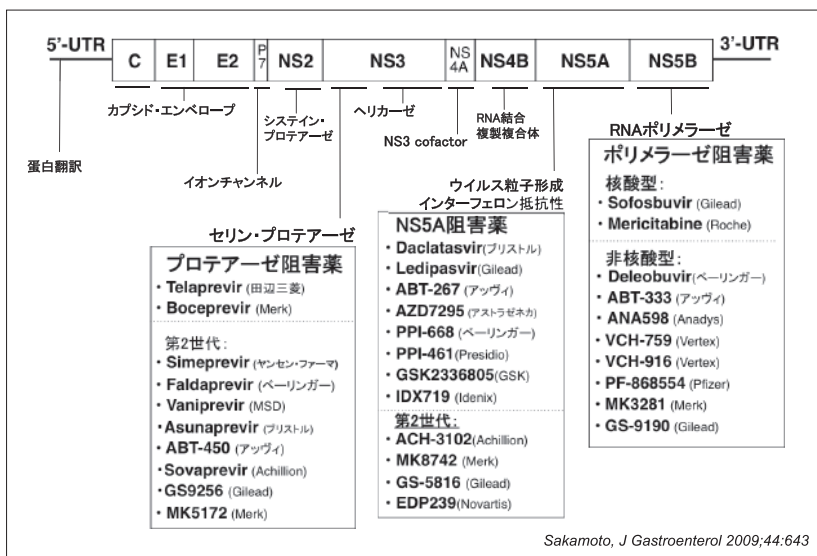 5'-UTR
3'-UTR
C E1 E2 P7 NS2 NS3 NS4A NS4B NS5A NS5B
カプシド・エンベロープ
システイン・
プロテアーゼ
ヘリカーゼ
NS3 cofactor
RNA結合
複製複合体
RNAポリメラーゼ
蛋白翻訳
イオンチャンネル
セリン・プロテアーゼ
ウイルス粒子形成
インターフェロン抵抗性
プロテアーゼ阻害薬
・Telaprevir (田辺三菱)
・Boceprevir (Merk)
第2世代:
・Simeprevir (ヤンセン・ファーマ)
・Faldaprevir (ベーリンガー)
・Vaniprevir (MSD)
・Asunaprevir (ブリストル)
・ABT-450 (アッヴィ)
・Sovaprevir (Achillion)
・GS9256 (Gilead)
・MK5172 (Merk)
NS5A阻害薬
・Daclatasvir(ブリストル)
・Ledipasvir(Gilead)
・ABT-267 (アッヴィ)
・AZD7295 (アストラゼネカ)
・PPI-668 (ベーリンガー)
・PPI-461(Presidio)
・GSK2336805(GSK)
・IDX719 (Idenix)
第2世代:
・ACH-3102(Achillion)
・MK8742 (Merk)
・GS-5816 (Gilead)
・EDP239(Novartis)
ポリメラーゼ阻害薬
核酸型:
・Sofosbuvir (Gilead)
・Mericitabine (Roche)
非核酸型:
・Deleobuvir(ベーリンガー)
・ABT-333 (アッヴィ)
・ANA598 (Anadys)
・VCH-759 (Vertex)
・VCH-916 (Vertex)
・PF-868554 (Pfizer)
・MK3281 (Merk)
・GS-9190 (Gilead)
Sakamoto, J Gastroenterol 2009;44:643